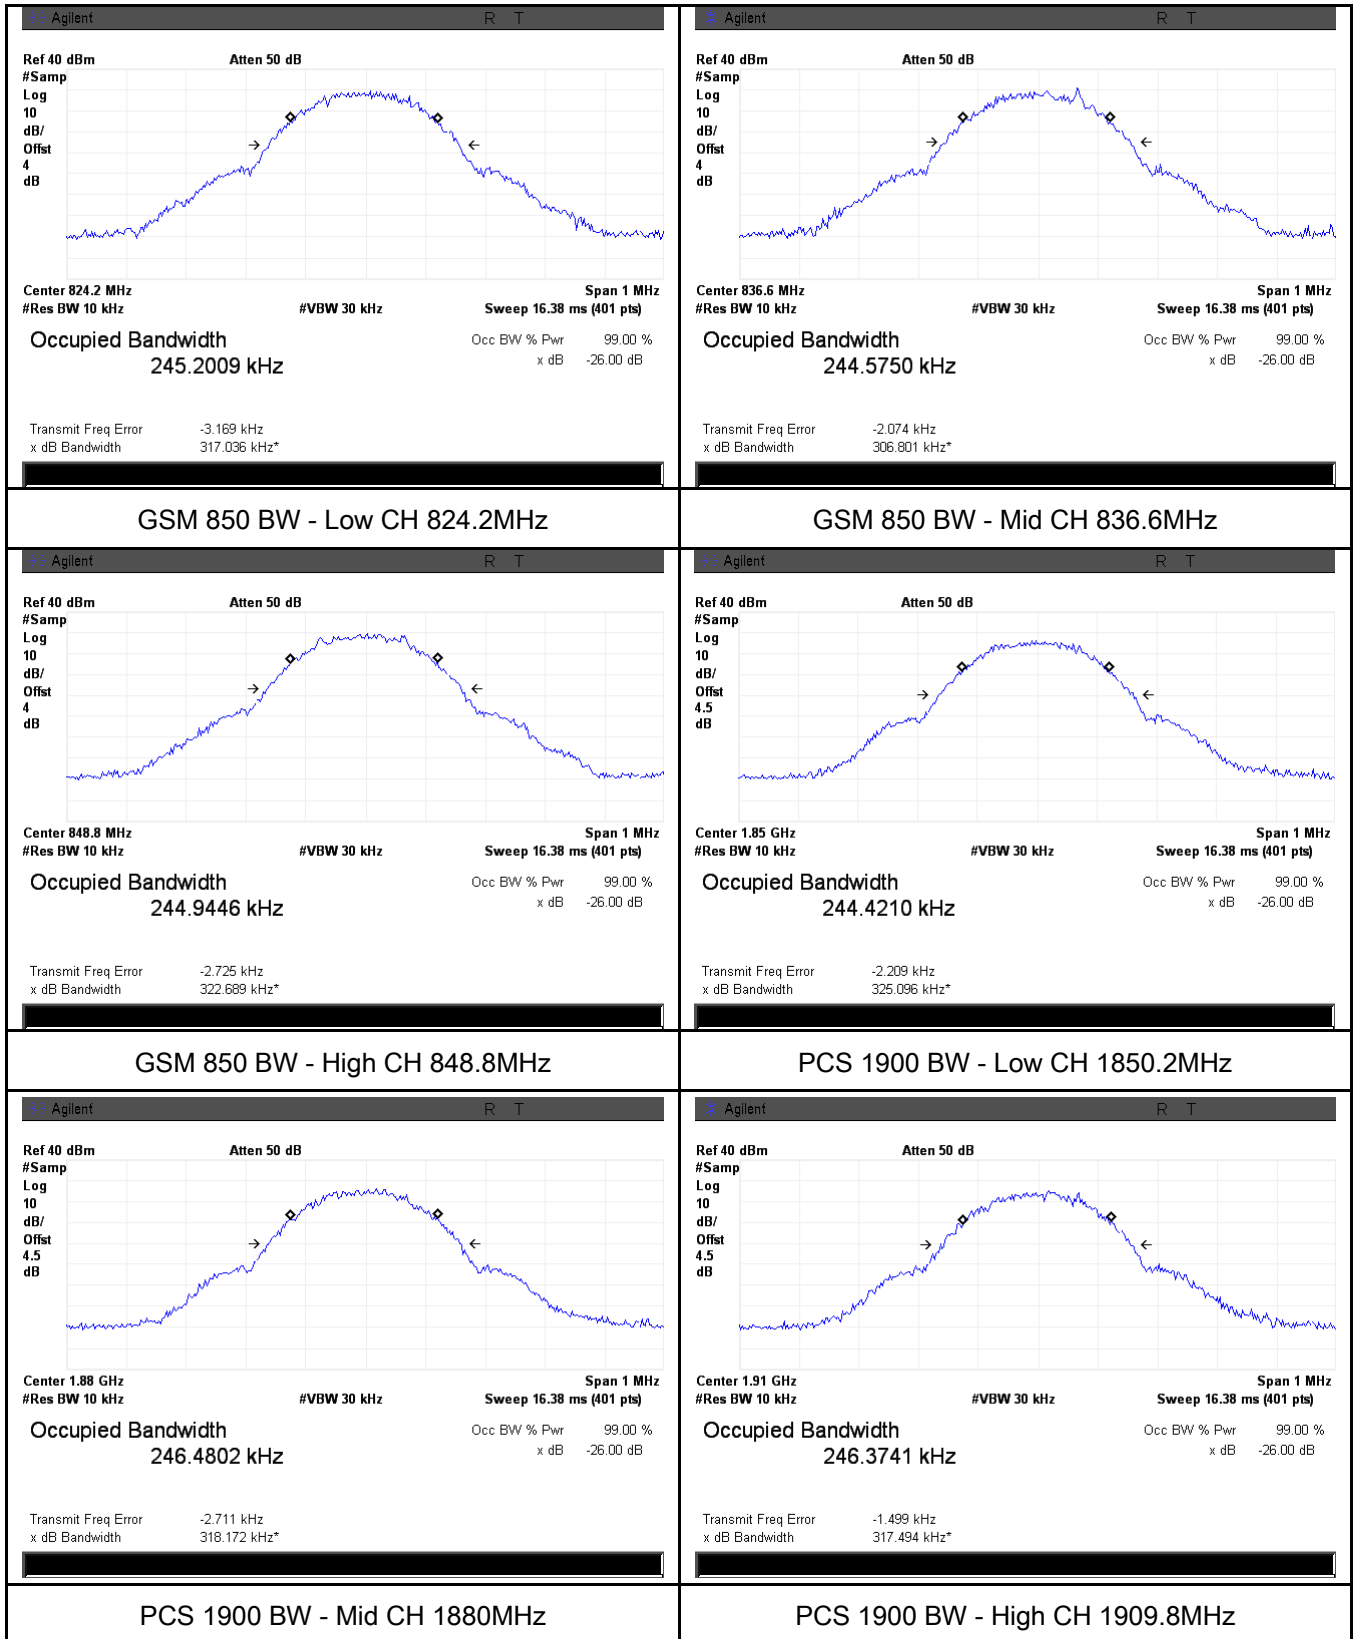 Agilent R T
Ref 40 dBm Atten 50 dB
#Samp
Log
10
dB/
Offst
4
dB
Center 824.2 MHz Span 1 MHz
#Res BW 10 kHz #VBW 30 kHz Sweep 16.38 ms (401 pts)
Occupied Bandwidth Occ BW % Pwr 99.00 %
245.2009 kHz x dB -26.00 dB
Transmit Freq Error -3.169 kHz
x dB Bandwidth 317.036 kHz*
GSM 850 BW - Low CH 824.2MHz
Agilent R T
Ref 40 dBm Atten 50 dB
#Samp
Log
10
dB/
Offst
4
dB
Center 836.6 MHz Span 1 MHz
#Res BW 10 kHz #VBW 30 kHz Sweep 16.38 ms (401 pts)
Occupied Bandwidth Occ BW % Pwr 99.00 %
244.5750 kHz x dB -26.00 dB
Transmit Freq Error -2.074 kHz
x dB Bandwidth 306.801 kHz*
GSM 850 BW - Mid CH 836.6MHz
Agilent R T
Ref 40 dBm Atten 50 dB
#Samp
Log
10
dB/
Offst
4
dB
Center 848.8 MHz Span 1 MHz
#Res BW 10 kHz #VBW 30 kHz Sweep 16.38 ms (401 pts)
Occupied Bandwidth Occ BW % Pwr 99.00 %
244.9446 kHz x dB -26.00 dB
Transmit Freq Error -2.725 kHz
x dB Bandwidth 322.689 kHz*
GSM 850 BW - High CH 848.8MHz
Agilent R T
Ref 40 dBm Atten 50 dB
#Samp
Log
10
dB/
Offst
4.5
dB
Center 1.85 GHz Span 1 MHz
#Res BW 10 kHz #VBW 30 kHz Sweep 16.38 ms (401 pts)
Occupied Bandwidth Occ BW % Pwr 99.00 %
244.4210 kHz x dB -26.00 dB
Transmit Freq Error -2.209 kHz
x dB Bandwidth 325.096 kHz*
PCS 1900 BW - Low CH 1850.2MHz
Agilent R T
Ref 40 dBm Atten 50 dB
#Samp
Log
10
dB/
Offst
4.5
dB
Center 1.88 GHz Span 1 MHz
#Res BW 10 kHz #VBW 30 kHz Sweep 16.38 ms (401 pts)
Occupied Bandwidth Occ BW % Pwr 99.00 %
246.4802 kHz x dB -26.00 dB
Transmit Freq Error -2.711 kHz
x dB Bandwidth 318.172 kHz*
PCS 1900 BW - Mid CH 1880MHz
Agilent R T
Ref 40 dBm Atten 50 dB
#Samp
Log
10
dB/
Offst
4.5
dB
Center 1.91 GHz Span 1 MHz
#Res BW 10 kHz #VBW 30 kHz Sweep 16.38 ms (401 pts)
Occupied Bandwidth Occ BW % Pwr 99.00 %
246.3741 kHz x dB -26.00 dB
Transmit Freq Error -1.499 kHz
x dB Bandwidth 317.494 kHz*
PCS 1900 BW - High CH 1909.8MHz